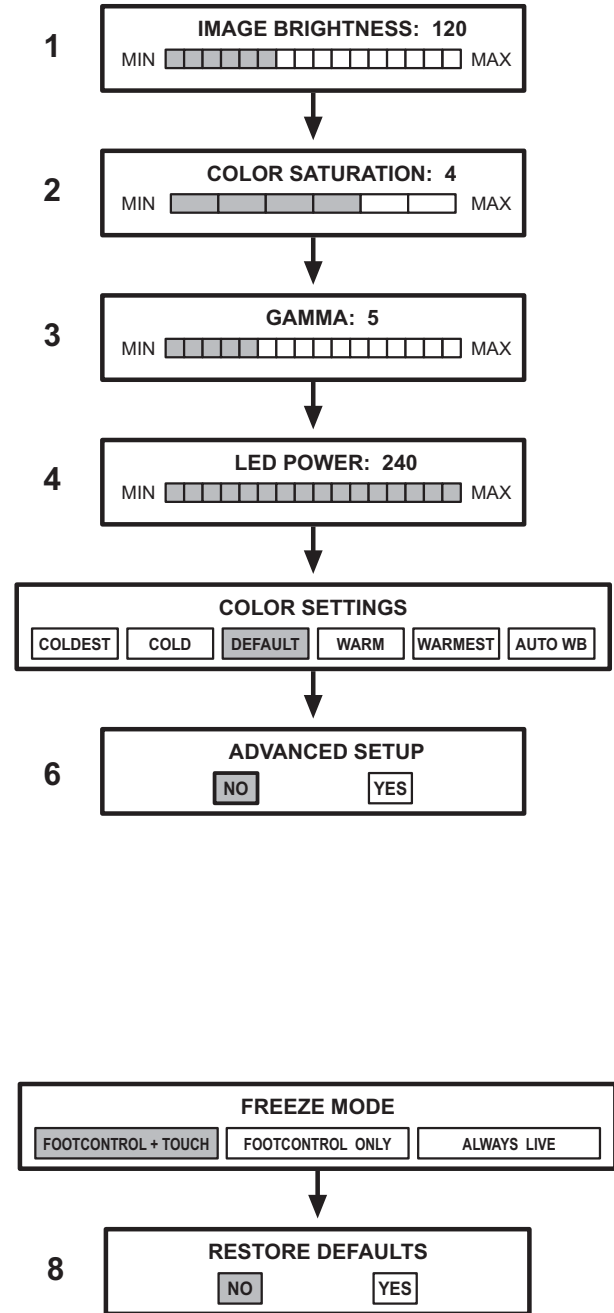 IMAGE BRIGHTNESS: 120
1
MIN MAX
COLOR SATURATION: 4
2
MIN MAX
GAMMA: 5
3
MIN MAX
LED POWER: 240
4
MIN MAX
COLOR SETTINGS
COLDEST COLD DEFAULT WARM WARMEST AUTO WB
ADVANCED SETUP
6
NO YES
FREEZE MODE
FOOTCONTROL + TOUCH FOOTCONTROL ONLY ALWAYS LIVE
RESTORE DEFAULTS
8
NO YES